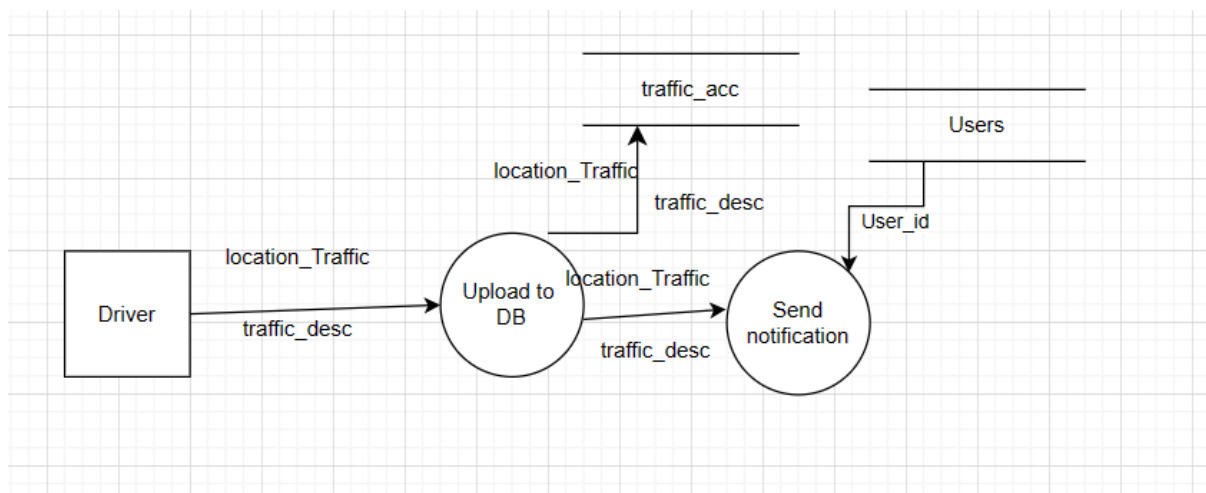 traffic_acc
Users
location_Traffic
traffic_desc
User_id
location_Traffic
location_Traffic
Driver
Upload to
DB
Send
notification
traffic_desc
traffic_desc